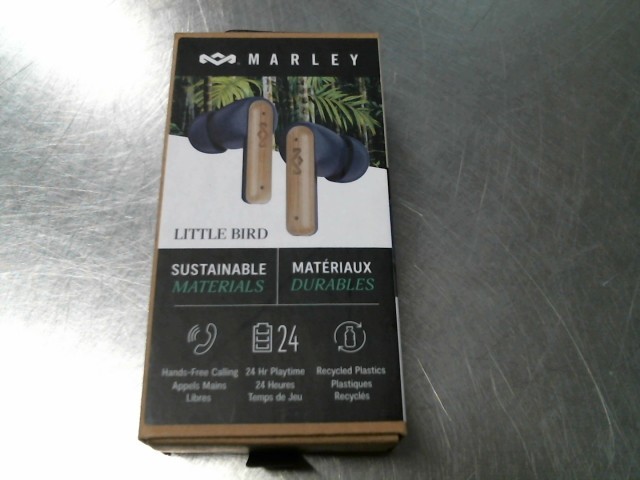 MARLEY
LITTLE BIRD
SUSTAINABLE
MATERIALS
MATÉRIAUX
DURABLES
24
Hands-Free Calling
Appels Mains
Libres
24 Hr Playtime
24 Heures
Temps de Jeu
Recycled Plastics
Plastiques
Recyclés